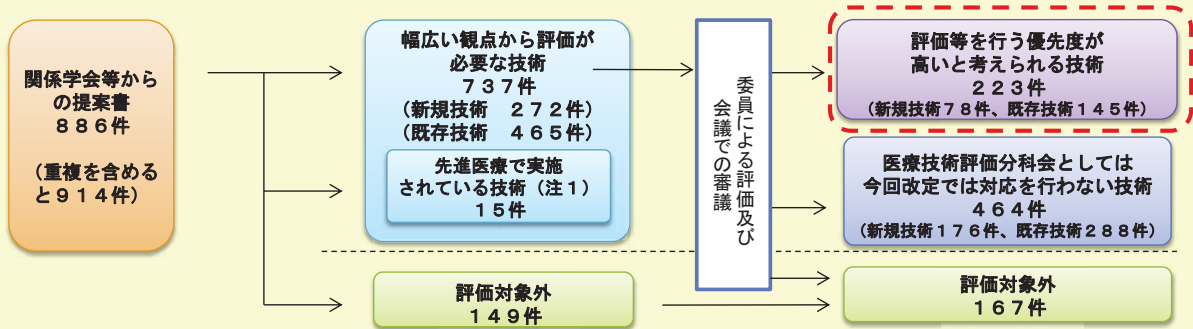 関係学会等から
の提案書
８８６件
（重複を含める
と９１４件）
幅広い観点から評価が
必要な技術
７３７件
（新規技術　２７２件）
（既存技術　４６５件）
先進医療で実施
されている技術（注１）
１５件
評価対象外
１４９件
委員による評価及び
会議での審議
評価等を行う優先度が
高いと考えられる技術
２２３件
（新規技術７８件、既存技術１４５件）
医療技術評価分科会としては
今回改定では対応を行わない技術
４６４件
（新規技術１７６件、既存技術２８８件）
評価対象外
１６７件